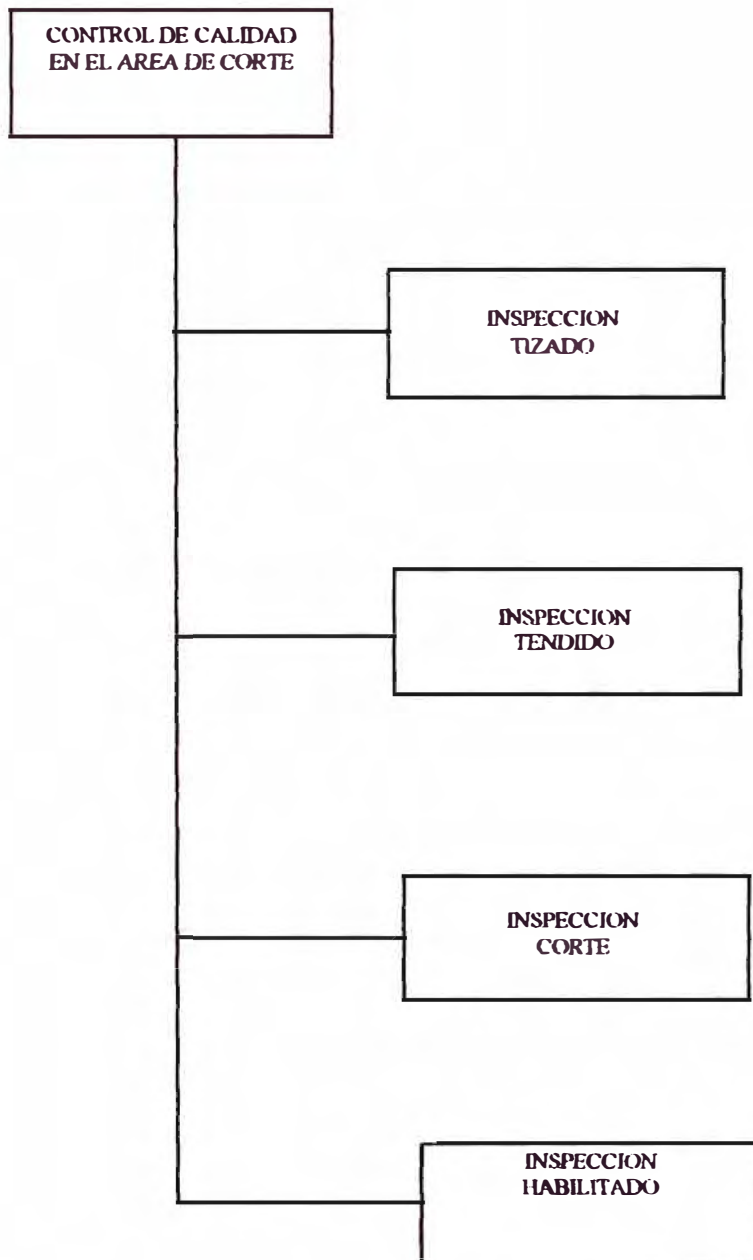 CONTROL DE CALIDAD
EN EL AREA DE CORTE
INSPECCION
TIZADO
INSPECCION
TENDIDO
INSPECCION
CORTE
INSPECCION
HABILITADO